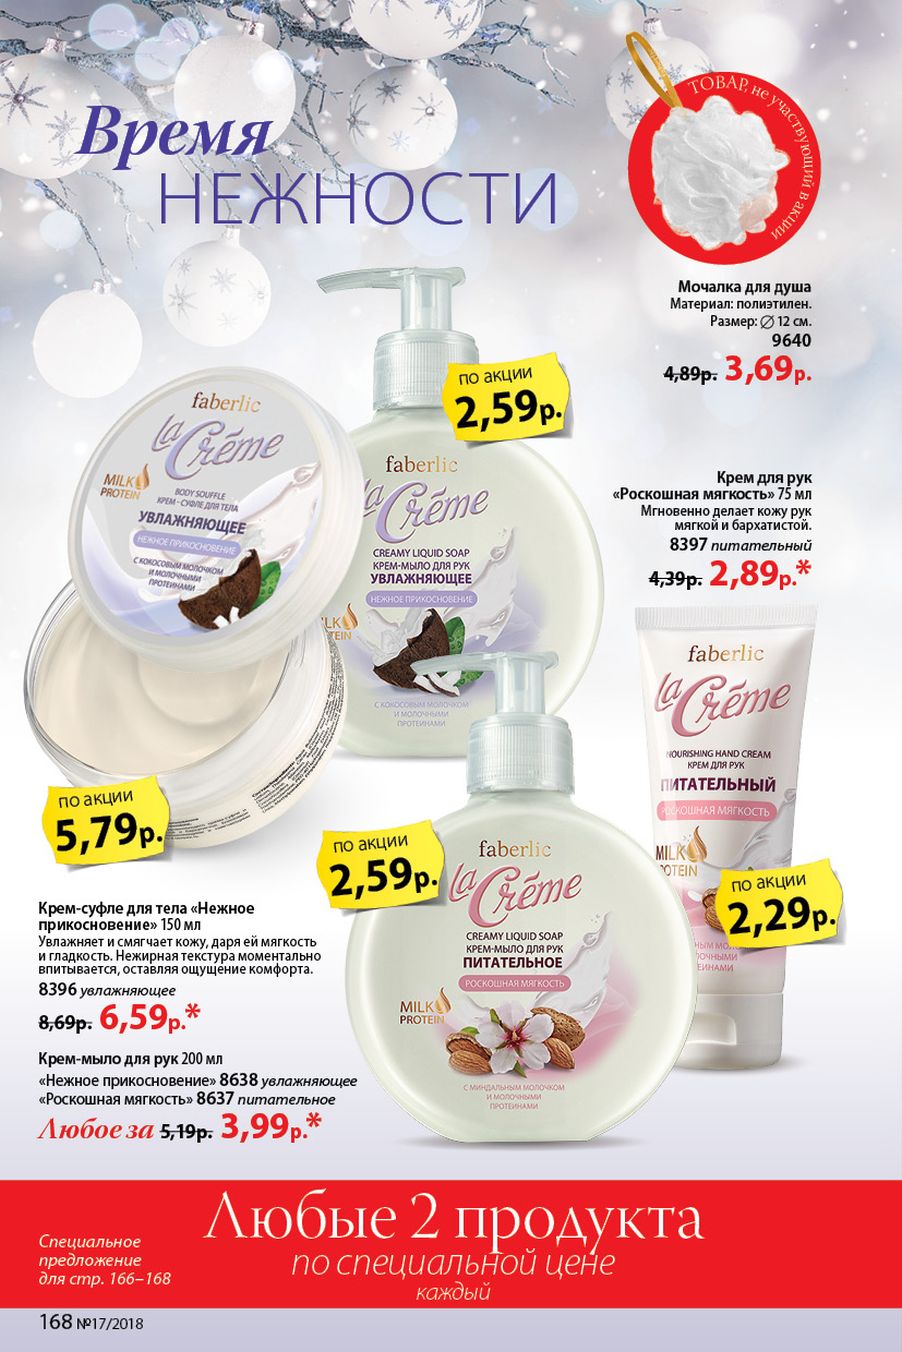 Время
НЕЖНОСТИ
ТОВАР, не участвующий в акции
Мочалка для душа
Материал: полиэтилен.
Размер: ∅ 12 см.
9640
4,89р. 3,69р.
по акции
2,59р.
faberlic
La Crème
MILK
PROTEIN
BODY SOUFFLE
КРЕМ-СУФЛЕ ДЛЯ ТЕЛА
УВЛАЖНЯЮЩЕЕ
НЕЖНОЕ ПРИКОСНОВЕНИЕ
С КОКОСОВЫМ МОЛОЧКОМ
И МОЛОЧНЫМИ
ПРОТЕИНАМИ
faberlic
La Crème
CREAMY LIQUID SOAP
КРЕМ-МЫЛО ДЛЯ РУК
УВЛАЖНЯЮЩЕЕ
НЕЖНОЕ ПРИКОСНОВЕНИЕ
LK
TEIN
С КОКОСОВЫМ МОЛОЧКОМ
И МОЛОЧНЫМИ
ПРОТЕИНАМИ
Крем для рук
«Роскошная мягкость» 75 мл
Мгновенно делает кожу рук
мягкой и бархатистой.
8397 питательный
4,39р. 2,89р.*
faberlic
La Crème
NOURISHING HAND CREAM
КРЕМ ДЛЯ РУК
ПИТАТЕЛЬНЫЙ
РОСКОШНАЯ МЯГКОСТЬ
MILK
OTEIN
по акции
2,29р.
по акции
5,79р.
по акции
2,59р.
faberlic
La Crème
CREAMY LIQUID SOAP
КРЕМ-МЫЛО ДЛЯ РУК
ПИТАТЕЛЬНОЕ
РОСКОШНАЯ МЯГКОСТЬ
MILK
PROTEIN
С МИНДАЛЬНЫМ МОЛОЧКОМ
И МОЛОЧНЫМИ
ПРОТЕИНАМИ
Крем-суфле для тела «Нежное
прикосновение» 150 мл
Увлажняет и смягчает кожу, даря ей мягкость
и гладкость. Нежирная текстура моментально
впитывается, оставляя ощущение комфорта.
8396 увлажняющее
8,69р. 6,59р.*
Крем-мыло для рук 200 мл
«Нежное прикосновение» 8638 увлажняющее
«Роскошная мягкость» 8637 питательное
Любое за 5,19р. 3,99р.*
Специальное
предложение
для стр. 166–168
Любые 2 продукта
по специальной цене
каждый
168 №17/2018